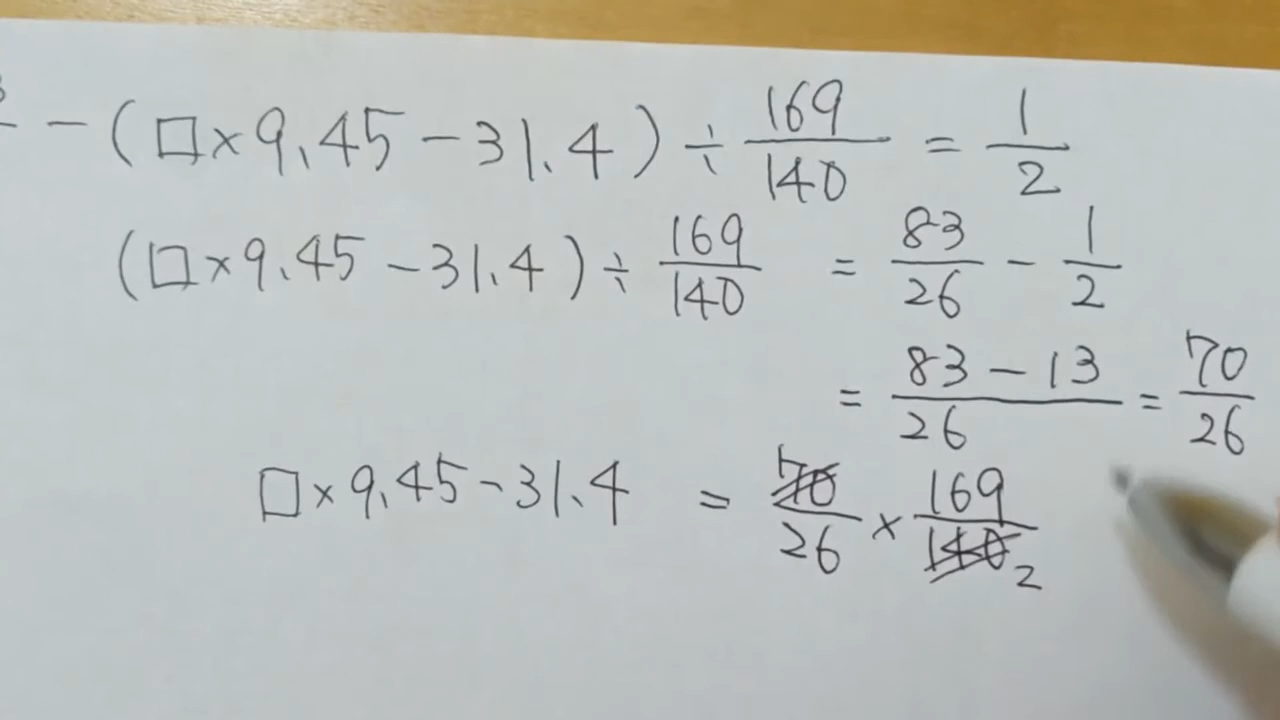 - (□ × 9.45 - 31.4) ÷ 169/140 = 1/2
(□ × 9.45 - 31.4) ÷ 169/140 = 83/26 - 1/2
= 83 - 13/26 = 70/26
□ × 9.45 - 31.4 = 70/26 × 169/140 2